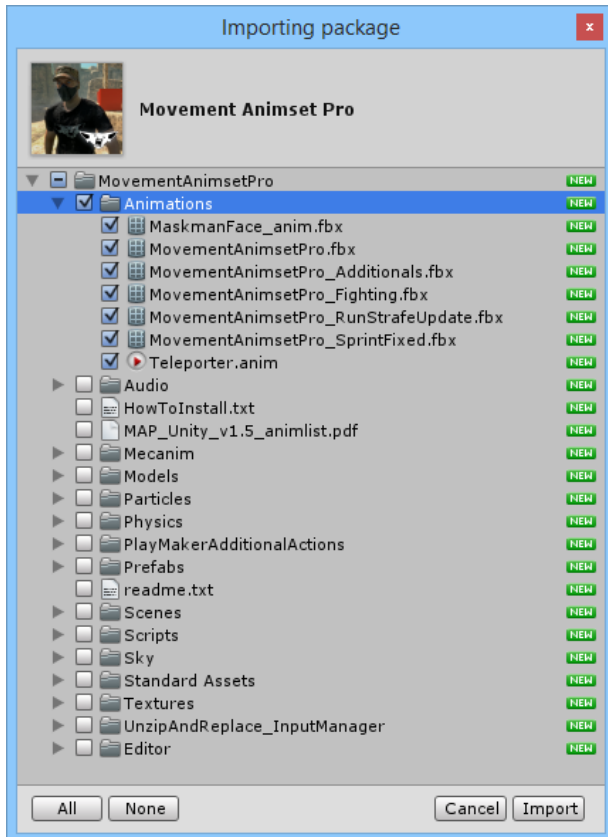 Importing package
x
Movement Animset Pro
MovementAnimsetPro NEW
Animations NEW
MaskmanFace_anim.fbx NEW
MovementAnimsetPro.fbx NEW
MovementAnimsetPro_Additionals.fbx NEW
MovementAnimsetPro_Fighting.fbx NEW
MovementAnimsetPro_RunStrafeUpdate.fbx NEW
MovementAnimsetPro_SprintFixed.fbx NEW
Teleporter.anim NEW
Audio NEW
HowToInstall.txt NEW
MAP_Unity_v1.5_animlist.pdf NEW
Mecanim NEW
Models NEW
Particles NEW
Physics NEW
PlayMakerAdditionalActions NEW
Prefabs NEW
readme.txt NEW
Scenes NEW
Scripts NEW
Sky NEW
Standard Assets NEW
Textures NEW
UnzipAndReplace_InputManager NEW
Editor NEW
All None Cancel Import